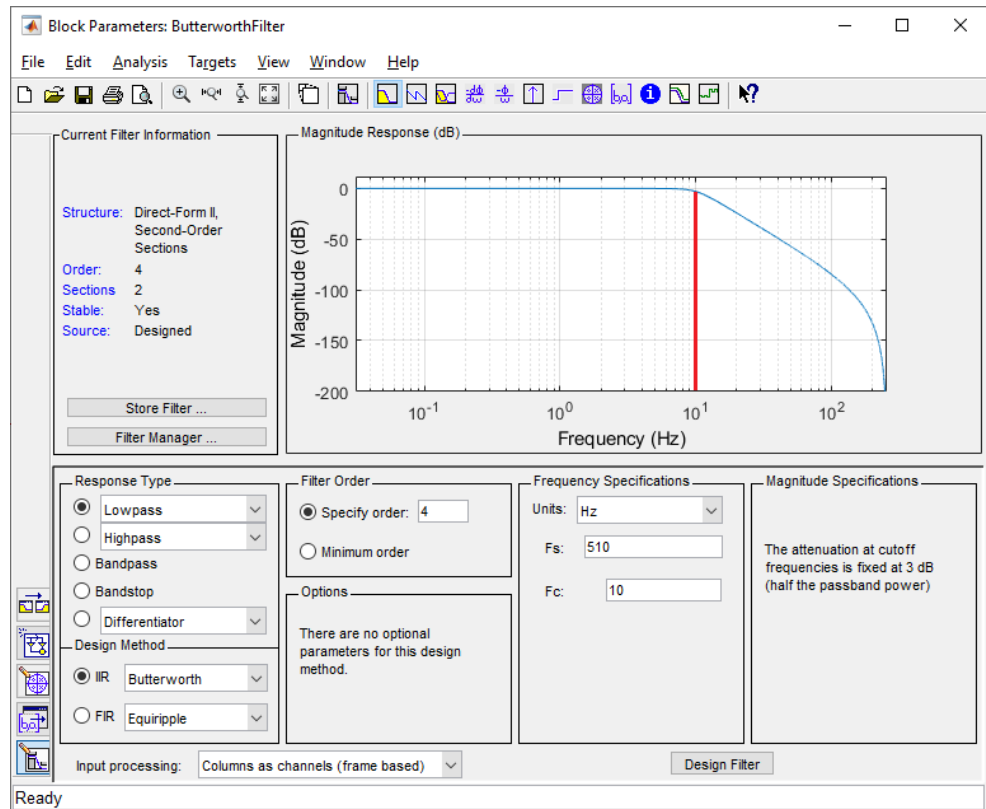 Block Parameters: ButterworthFilter
File Edit Analysis Targets View Window Help
Current Filter Information
Structure: Direct-Form II,
Second-Order
Sections
Order: 4
Sections 2
Stable: Yes
Source: Designed
Store Filter ...
Filter Manager ...
Magnitude Response (dB)
Magnitude (dB)
0
-50
-100
-150
-200
10^-1 10^0 10^1 10^2
Frequency (Hz)
Response Type
Lowpass
Highpass
Bandpass
Bandstop
Differentiator
Design Method
IIR Butterworth
FIR Equiripple
Filter Order
Specify order: 4
Minimum order
Options
There are no optional
parameters for this design
method.
Frequency Specifications
Units: Hz
Fs: 510
Fc: 10
Magnitude Specifications
The attenuation at cutoff
frequencies is fixed at 3 dB
(half the passband power)
Input processing: Columns as channels (frame based)
Design Filter
Ready